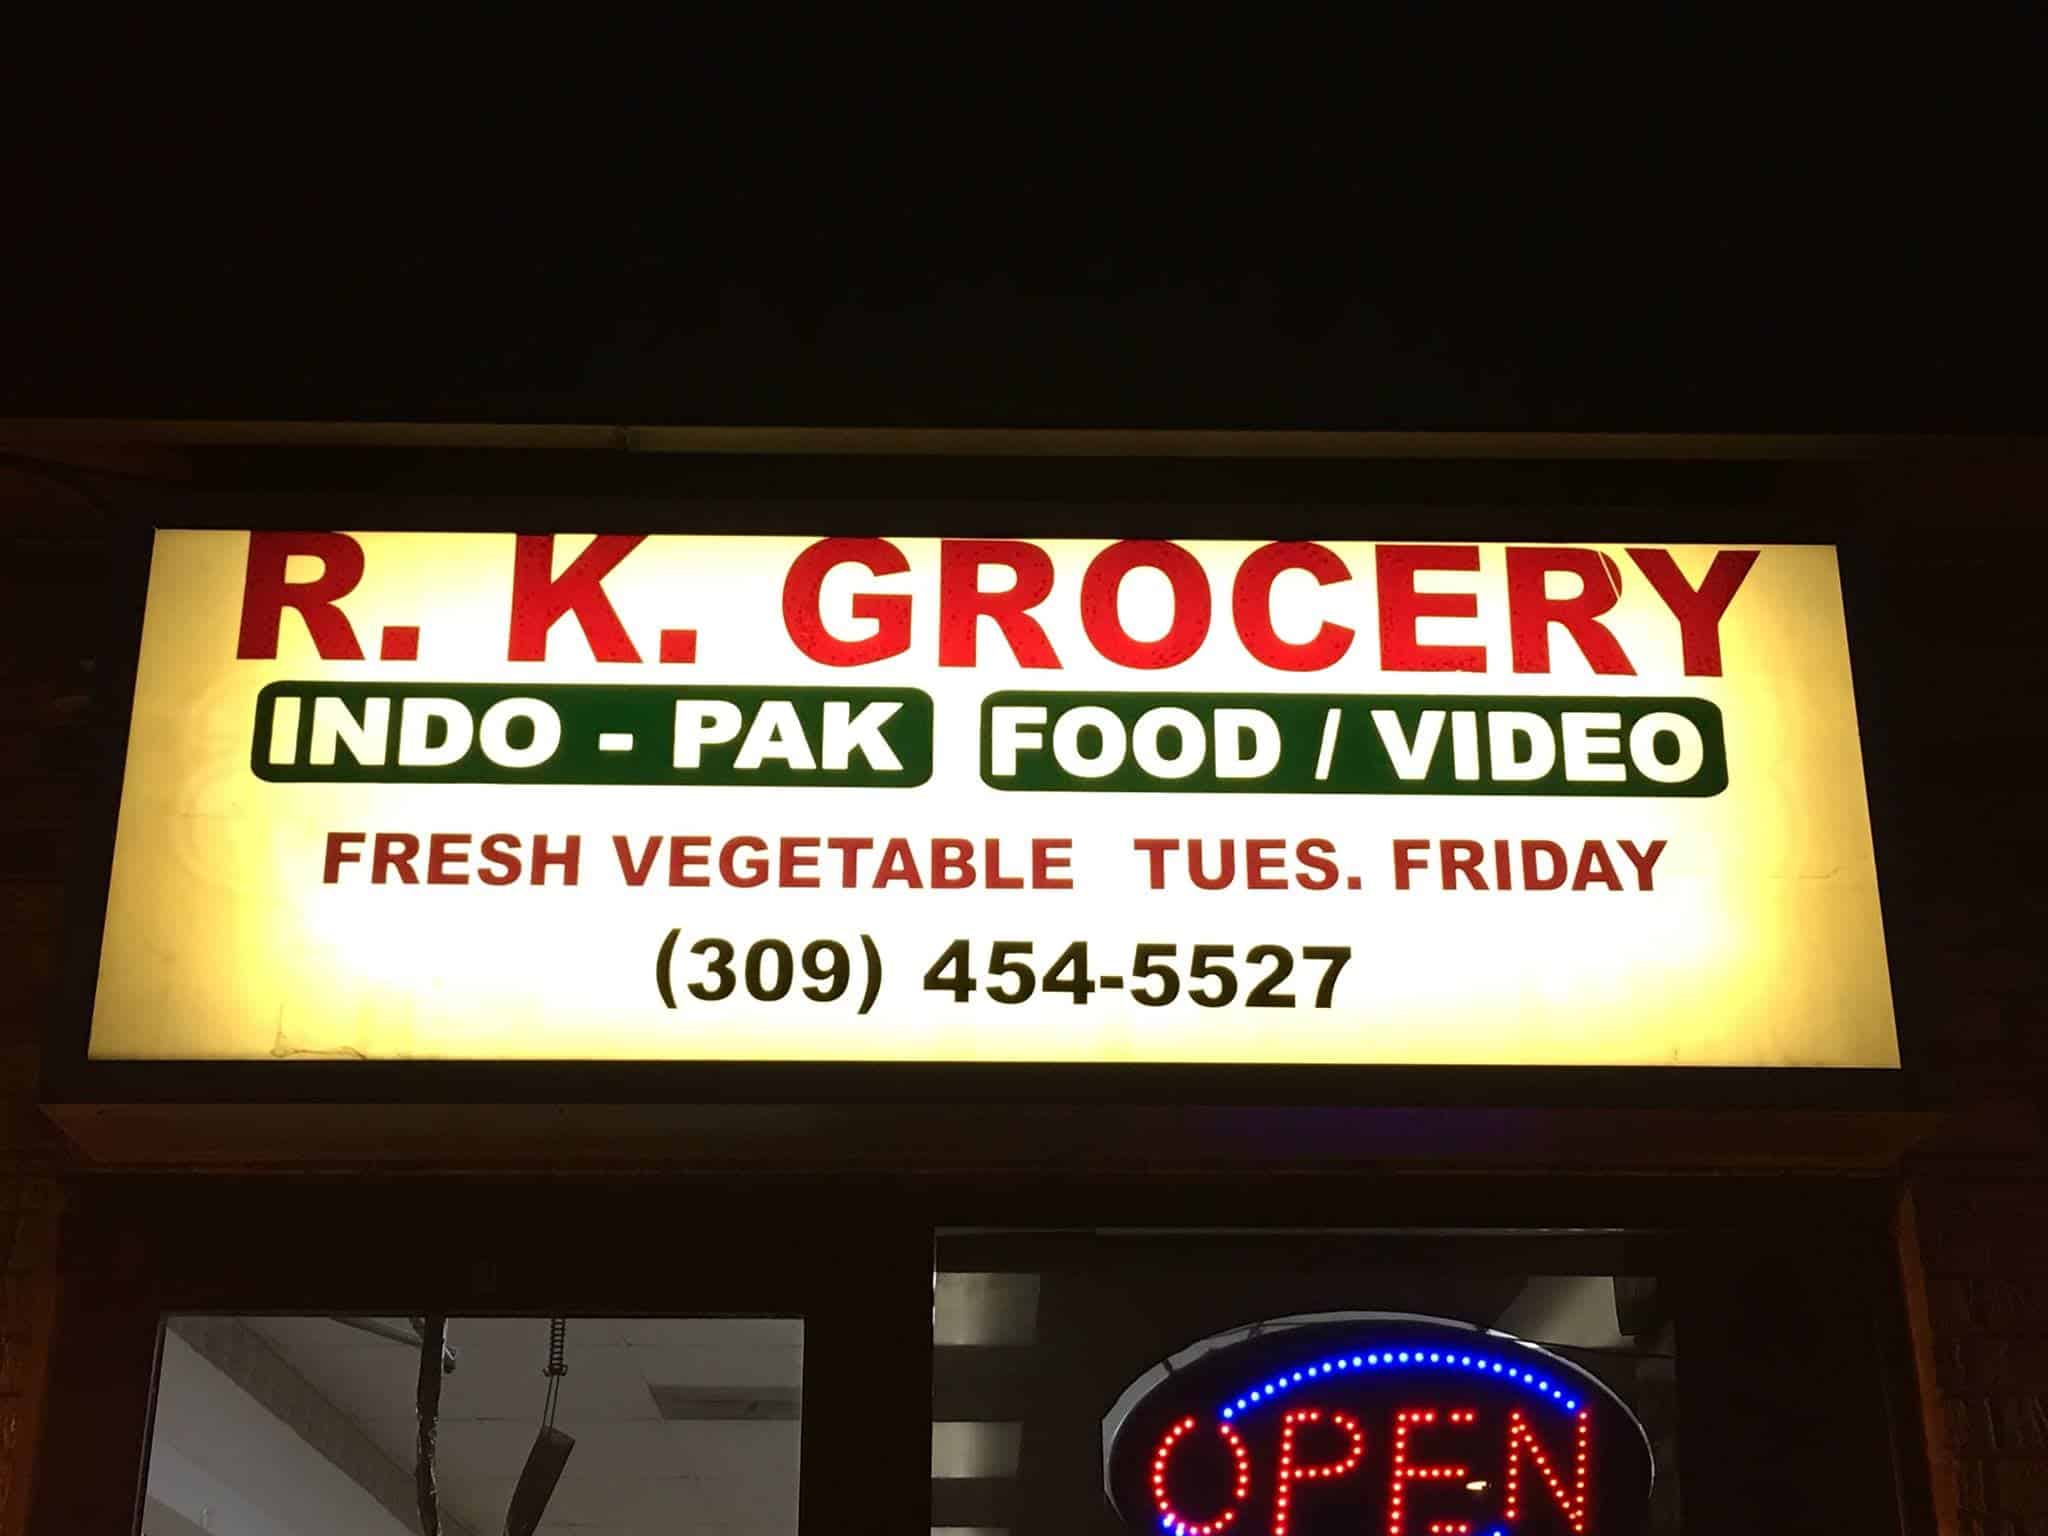 R. K. GROCERY
INDO - PAK FOOD / VIDEO
FRESH VEGETABLE TUES. FRIDAY
(309) 454-5527
OPEN